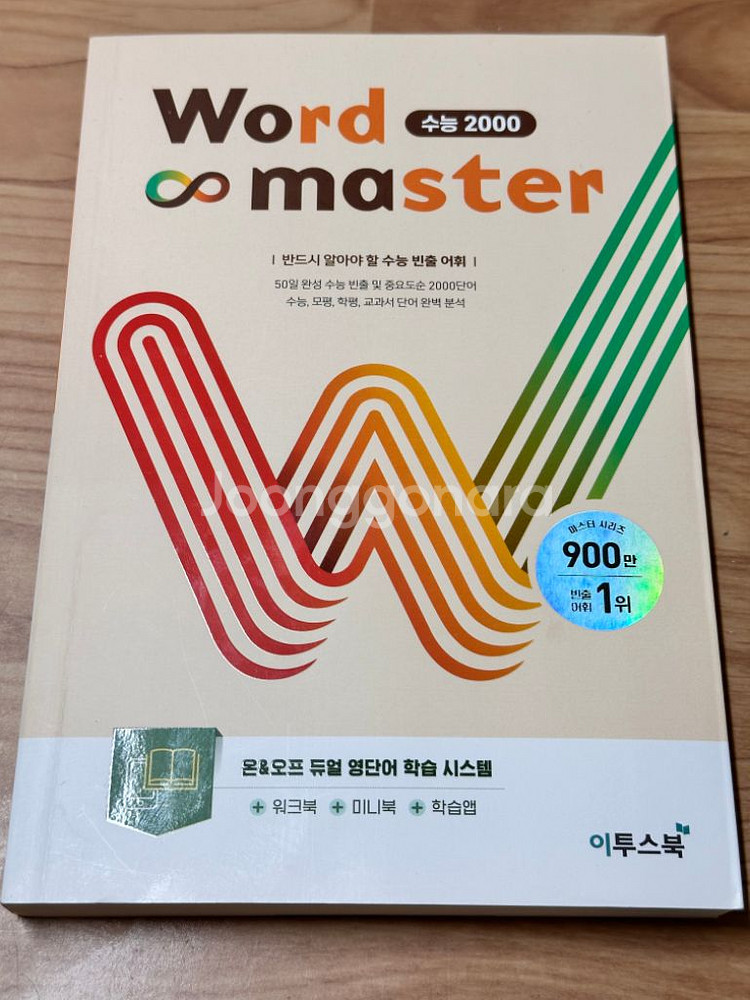 Word 수능 2000
master
| 반드시 알아야 할 수능 빈출 어휘 |
50일 완성 수능 빈출 및 중요도순 2000단어
수능, 모평, 학평, 교과서 단어 완벽 분석
Joonggonara
마스터 시리즈
900만
빈출 어휘 1위
온&오프 듀얼 영단어 학습 시스템
+ 워크북 + 미니북 + 학습앱
이투스북